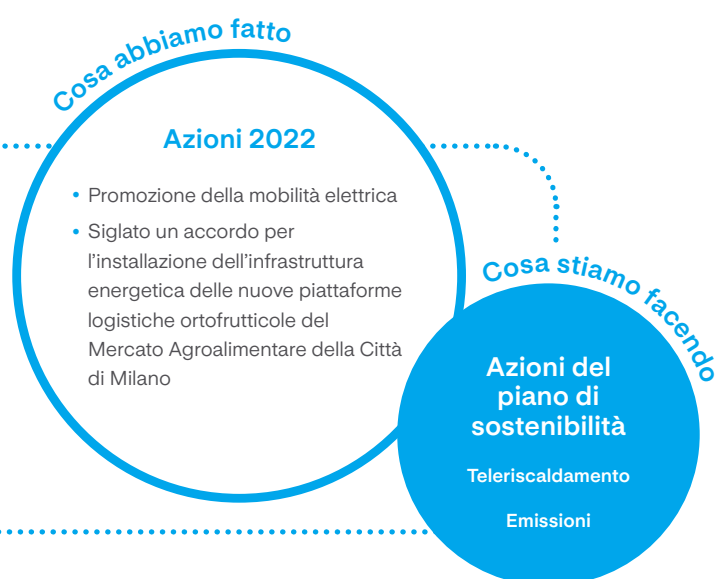 Cosa abbiamo fatto
Azioni 2022
• Promozione della mobilità elettrica
• Siglato un accordo per
l'installazione dell'infrastruttura
energetica delle nuove piattaforme
logistiche ortofrutticole del
Mercato Agroalimentare della Città
di Milano
Cosa stiamo facendo
Azioni del
piano di
sostenibilità
Teleriscaldamento
Emissioni